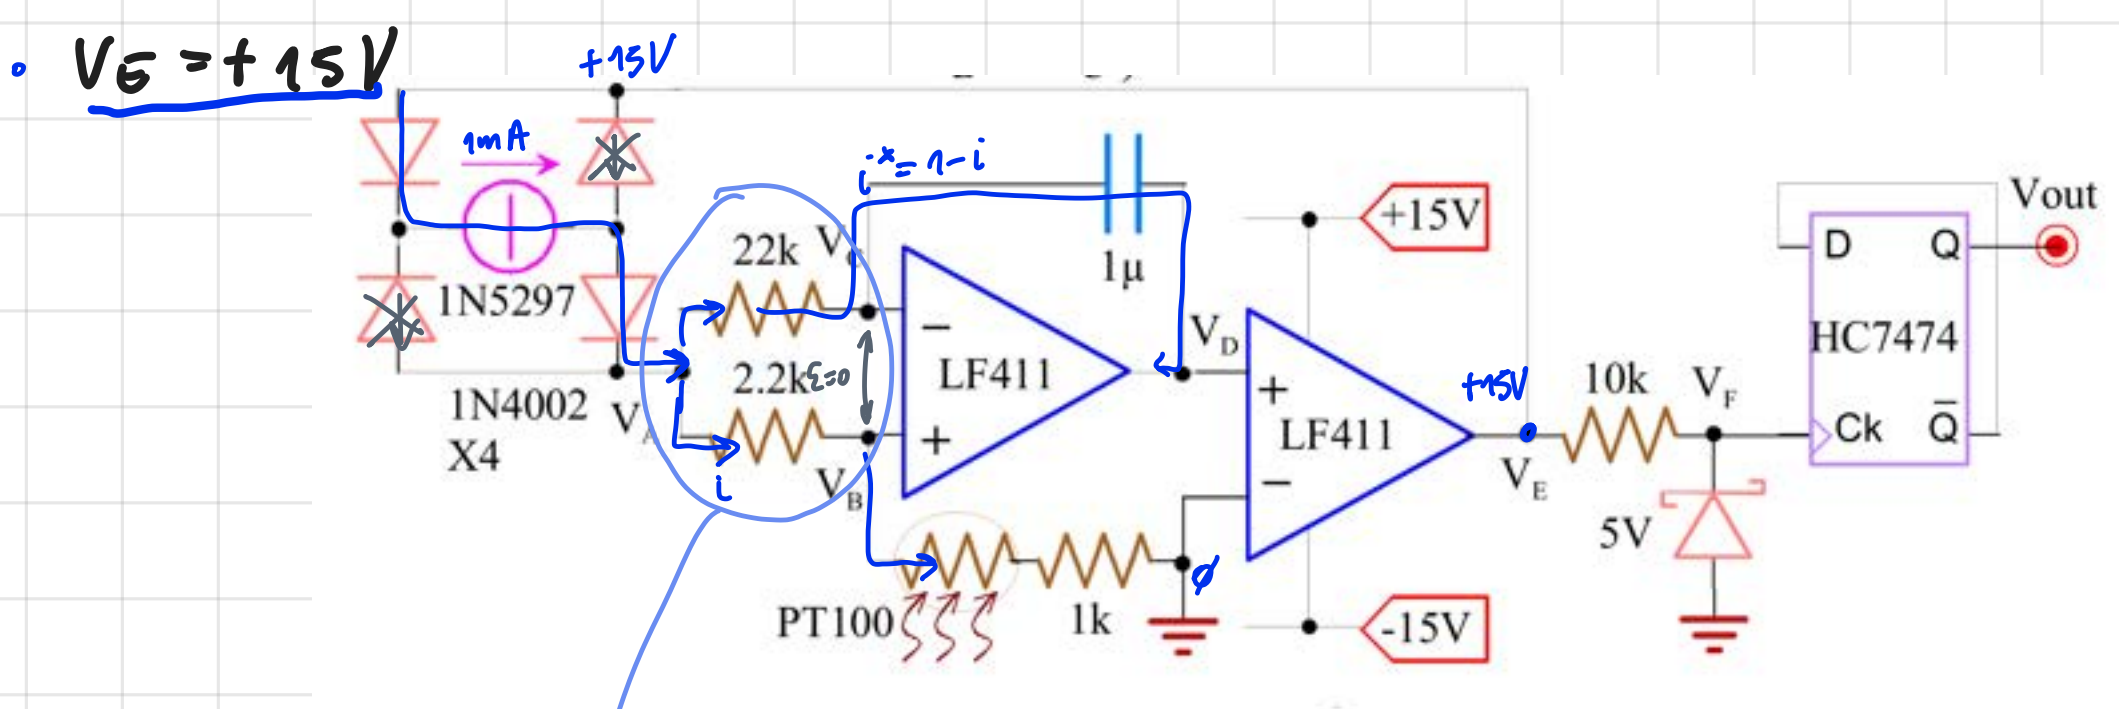 • VE = + 15V
+15V
1mA
i* = 1 - i
+15V
Vout
22k
VC
D
Q
1µ
1N5297
HC7474
VD
LF411
2.2k
ε=0
+15V
10k
VF
1N4002
X4
VA
LF411
Ck
Q̅
i
VB
VE
5V
Ø
PT100
1k
-15V